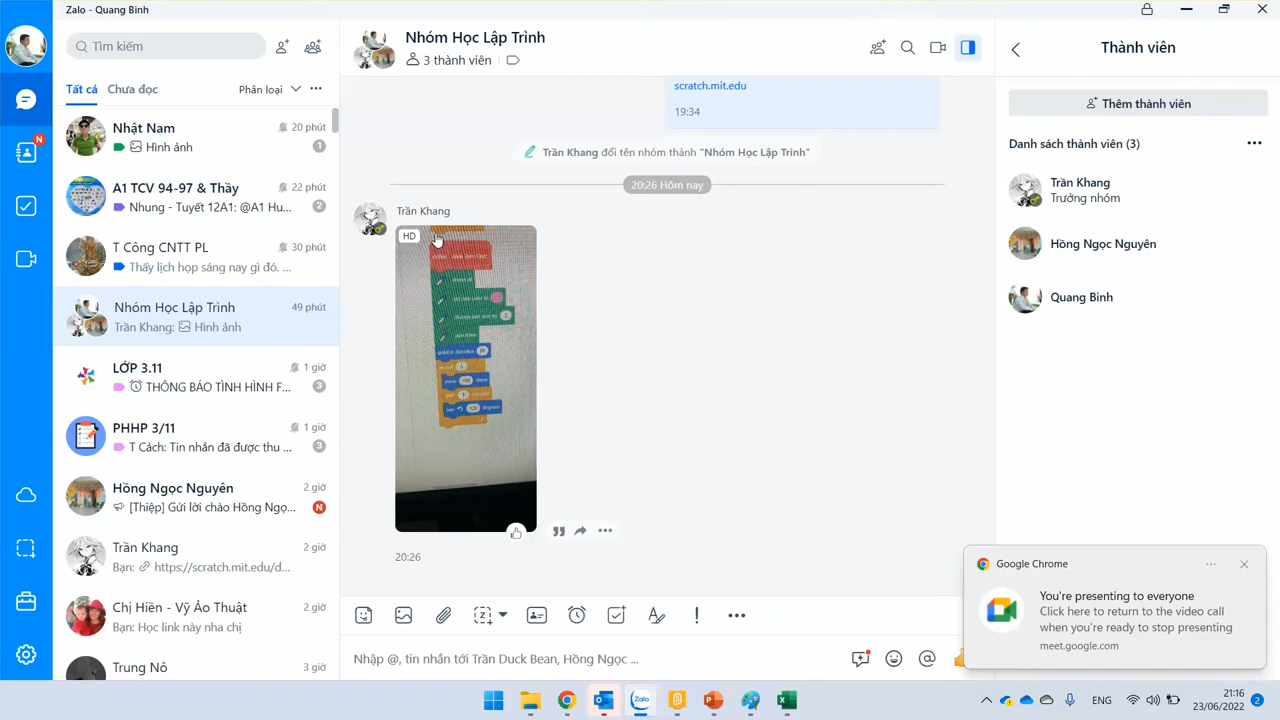 Zalo - Quang Binh
Tìm kiếm
Tất cả
Chưa đọc
Phân loại
Nhật Nam
20 phút
Hình ảnh
1
A1 TCV 94-97 & Thầy
22 phút
Nhung - Tuyết 12A1: @A1 Hu...
2
T Công CNTT PL
30 phút
Thầy lịch họp sáng nay gì đó. ...
Nhóm Học Lập Trình
49 phút
Trần Khang: Hình ảnh
LỚP 3.11
1 giờ
THÔNG BÁO TÌNH HÌNH F...
3
PHHP 3/11
1 giờ
T Cách: Tin nhắn đã được thu ...
3
Hồng Ngọc Nguyên
2 giờ
[Thiệp] Gửi lời chào Hồng Ngọ...
N
Trần Khang
2 giờ
Bạn: https://scratch.mit.edu/d...
Chị Hiền - Vỹ Ảo Thuật
2 giờ
Bạn: Học link này nha chị
Trung Nô
3 giờ
N
Nhóm Học Lập Trình
3 thành viên
scratch.mit.edu
19:34
Trần Khang đổi tên nhóm thành "Nhóm Học Lập Trình"
20:26 Hôm nay
Trần Khang
HD
20:26
Nhập @, tin nhắn tới Trần Duck Bean, Hồng Ngọc ...
Thành viên
Thêm thành viên
Danh sách thành viên (3)
Trần Khang
Trưởng nhóm
Hồng Ngọc Nguyên
Quang Binh
Google Chrome
You're presenting to everyone
Click here to return to the video call
when you're ready to stop presenting
meet.google.com
Zalo
ENG
21:16
23/06/2022
2